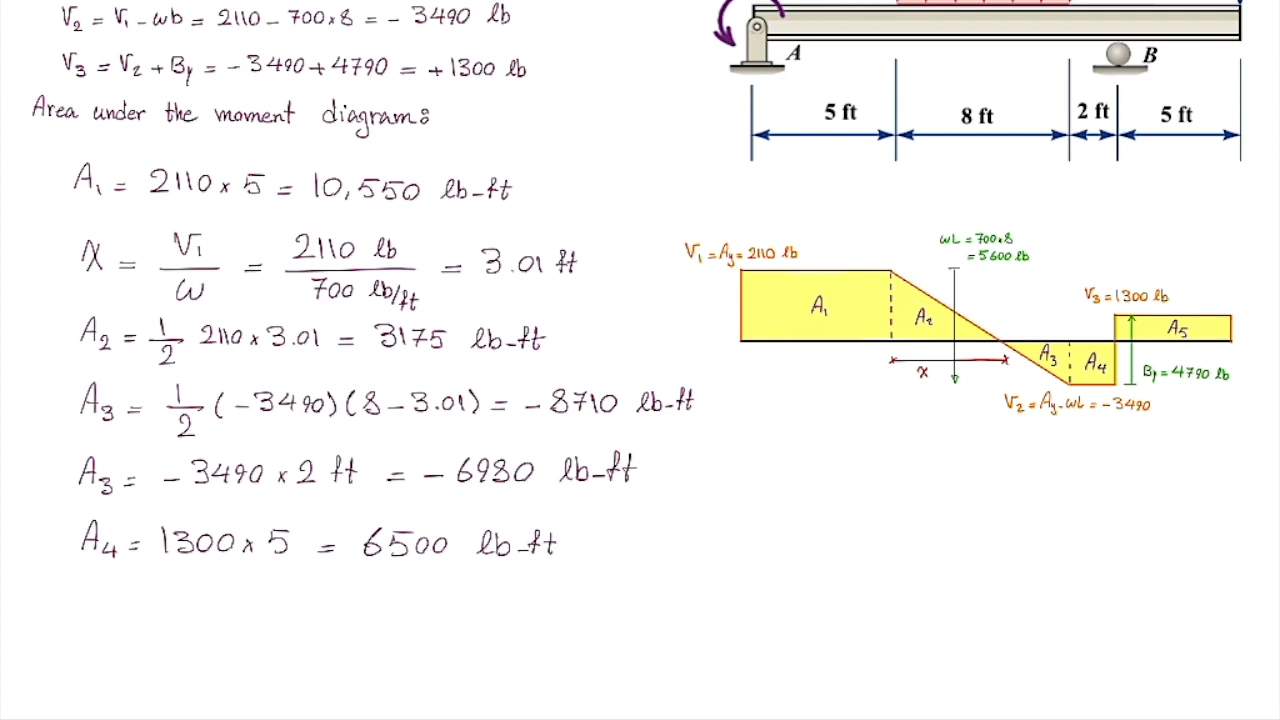 V₂ = V₁ - wb = 2110 - 700 × 8 = - 3490 lb
V₃ = V₂ + By = - 3490 + 4790 = + 1300 lb
Area under the moment diagram:
A₁ = 2110 × 5 = 10,550 lb-ft
x = V₁/w = 2110 lb/700 lb/ft = 3.01 ft
A₂ = 1/2 2110 × 3.01 = 3175 lb-ft
A₃ = 1/2 (-3490)(8 - 3.01) = - 8710 lb-ft
A₃ = - 3490 × 2 ft = - 6980 lb-ft
A₄ = 1300 × 5 = 6500 lb-ft
A
B
5 ft
8 ft
2 ft
5 ft
wL = 700×8
= 5600 lb
V₁ = Ay = 2110 lb
V₃ = 1300 lb
A₁
A₂
A₅
A₃
A₄
x
By = 4790 lb
V₂ = Ay - wL = - 3490